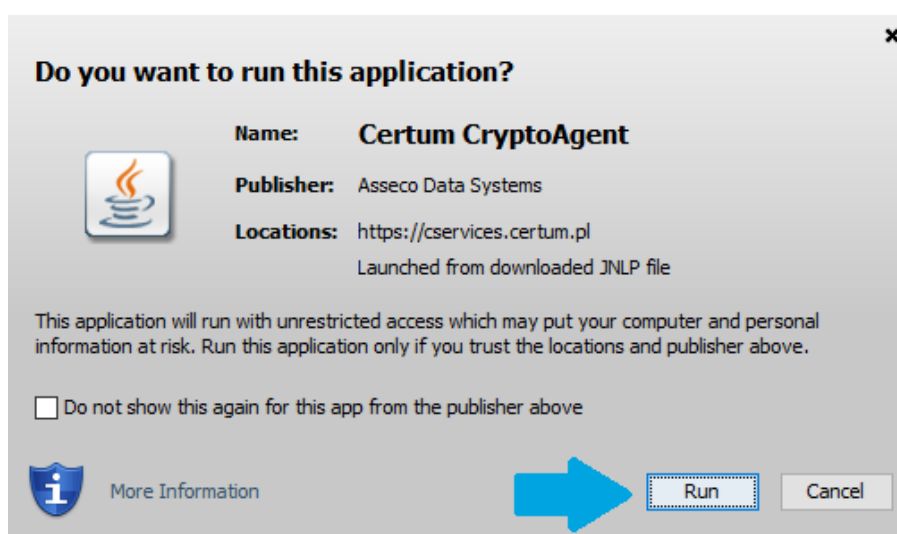 Do you want to run this application?
Name: Certum CryptoAgent
Publisher: Asseco Data Systems
Locations: https://cservices.certum.pl
Launched from downloaded JNLP file
This application will run with unrestricted access which may put your computer and personal
information at risk. Run this application only if you trust the locations and publisher above.
Do not show this again for this app from the publisher above
More Information Run Cancel